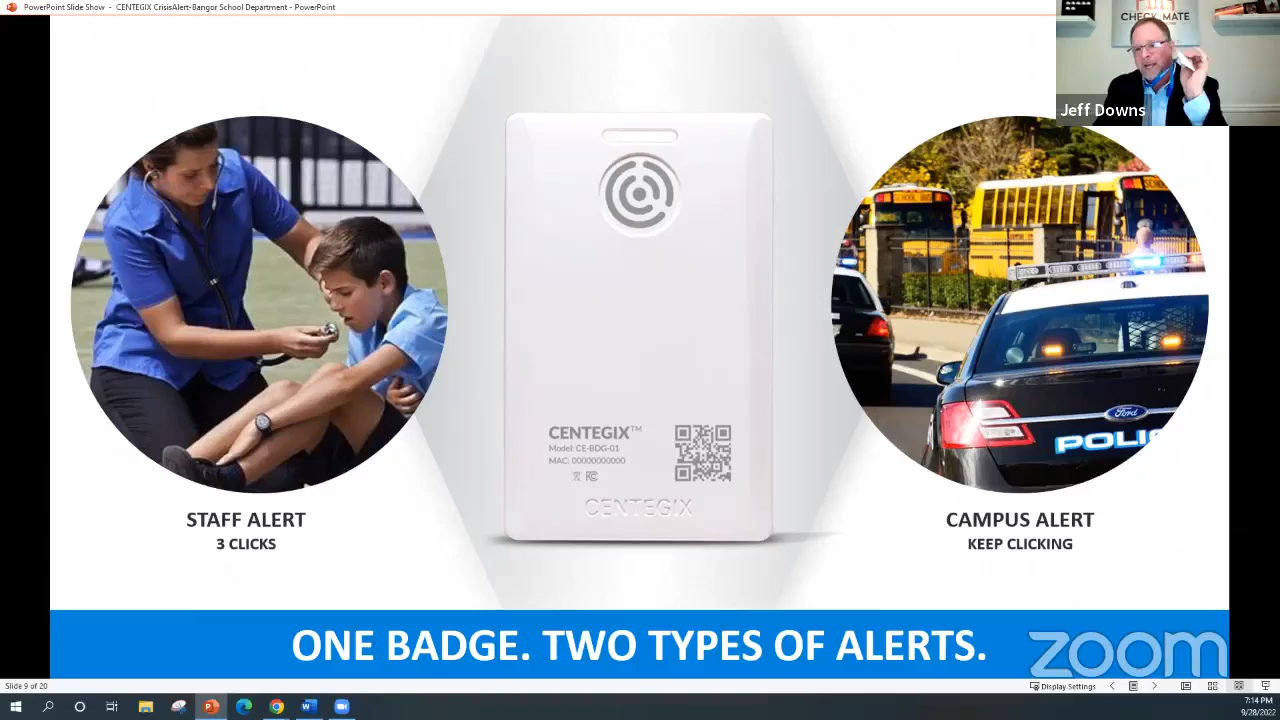 PowerPoint Slide Show - CENTEGIX CrisisAlert-Bangor School Department - PowerPoint
CHECK MATE
Jeff Downs
SCHOOL
Ford
CENTEGIX™
Model: CE-BDG-01
MAC: 00000000000
CENTEGIX
STAFF ALERT
3 CLICKS
CAMPUS ALERT
KEEP CLICKING
ONE BADGE. TWO TYPES OF ALERTS.
zoom
Slide 9 of 20
Display Settings
7:14 PM
9/28/2022